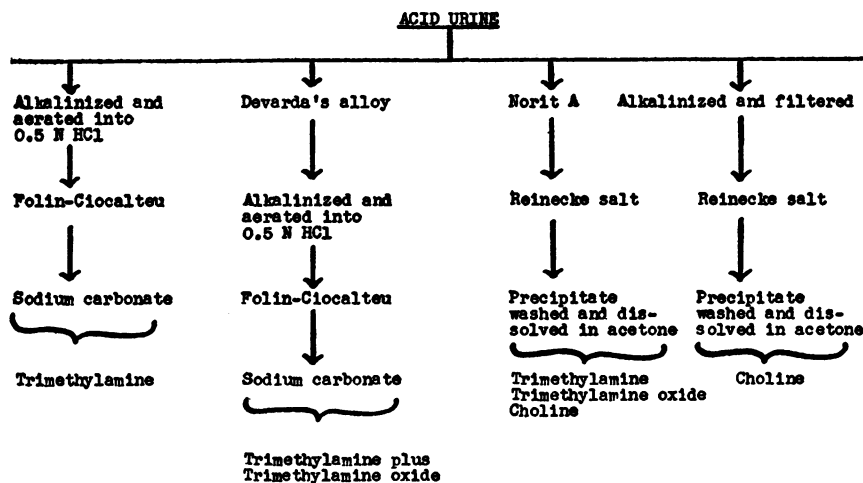 ACID URINE
Alkalinized and
aerated into
0.5 N HCl
Folin-Ciocalteu
Sodium carbonate
Trimethylamine
Devarda's alloy
Alkalinized and
aerated into
0.5 N HCl
Folin-Ciocalteu
Sodium carbonate
Trimethylamine plus
Trimethylamine oxide
Norit A
Reinecke salt
Precipitate
washed and dis-
solved in acetone
Trimethylamine
Trimethylamine oxide
Choline
Alkalinized and filtered
Reinecke salt
Precipitate
washed and dis-
solved in acetone
Choline